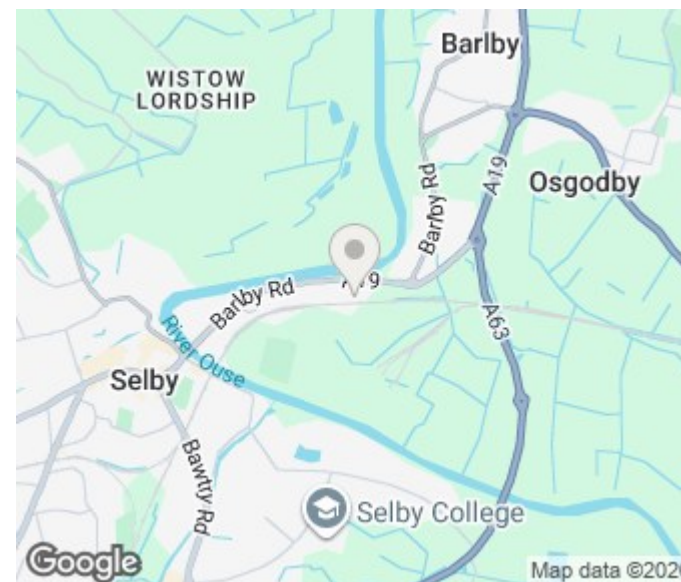 Barlby
WISTOW
LORDSHIP
A19
Osgodby
Barlby Rd
Barlby Rd
River Ouse
A63
Selby
Bawtry Rd
Selby College
Google
Map data ©202